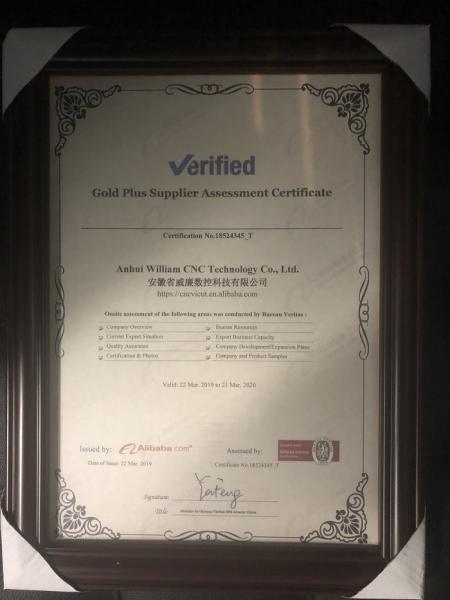 Verified
Gold Plus Supplier Assessment Certificate
Certification No.18524345_T
Anhui William CNC Technology Co., Ltd.
安徽省威廉数控科技有限公司
https://cncvicut.en.alibaba.com
Onsite assessment of the following areas was conducted by Bureau Veritas :
Company Overview
Human Resources
Current Export Situation
Export Business Capacity
Quality Assurance
Company Development/Expansion Plans
Certification & Photos
Company and Product Samples
Valid: 22 Mar. 2019 to 21 Mar. 2020
Issued by: Alibaba.com
Assessed by:
Date of Issue: 22 Mar. 2019
Certificate No.18524345_T
Signature:
Title: